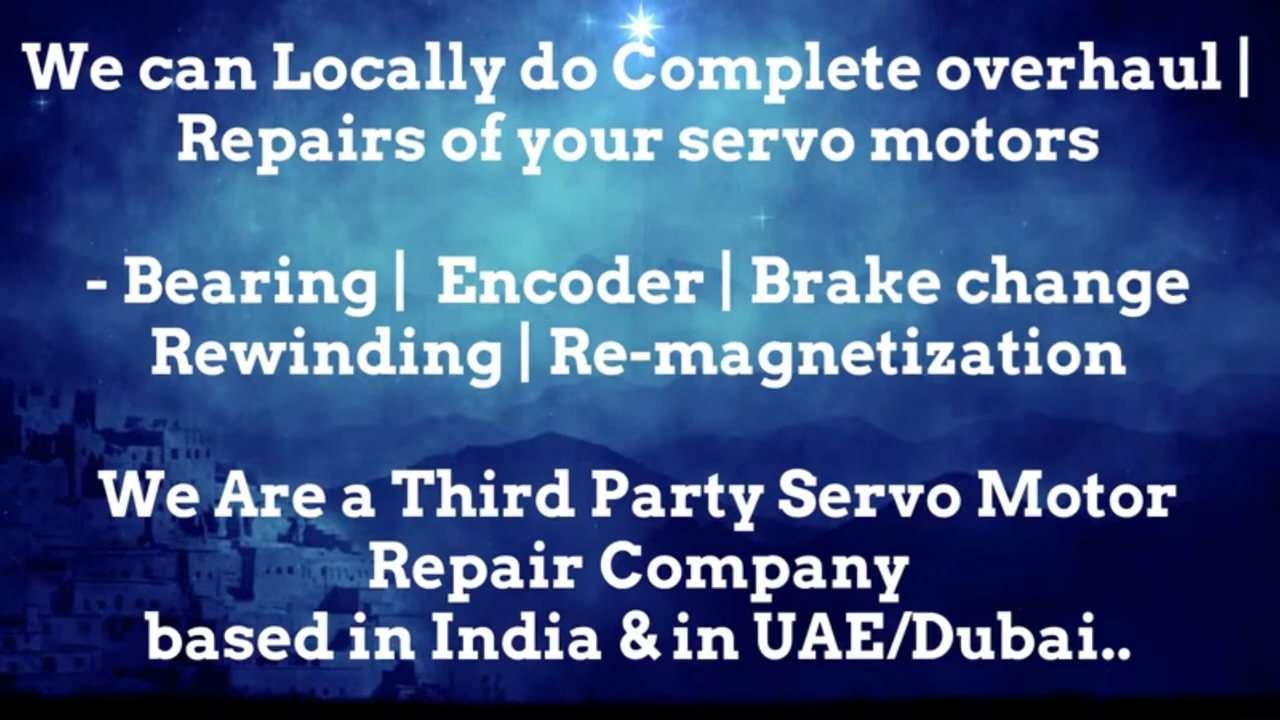 We can Locally do Complete overhaul |
Repairs of your servo motors
- Bearing | Encoder | Brake change
Rewinding | Re-magnetization
We Are a Third Party Servo Motor
Repair Company
based in India & in UAE/Dubai..